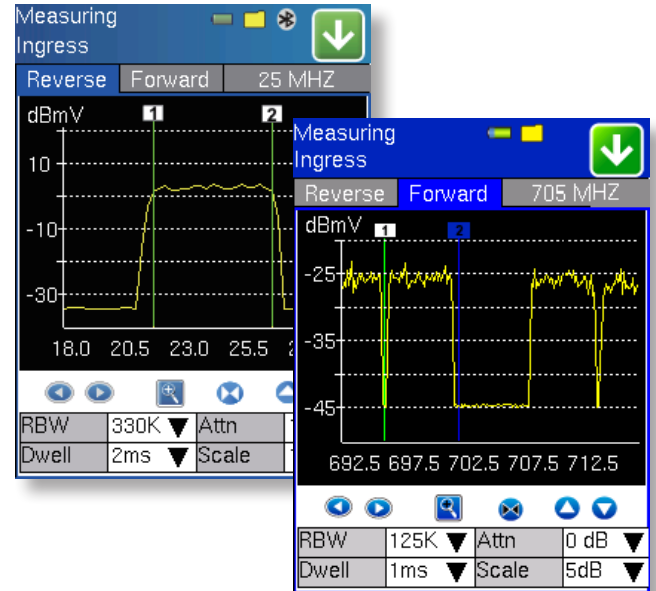 Measuring
Ingress
Reverse Forward 25 MHZ
dBmV 1 2
10
-10
-30
18.0 20.5 23.0 25.5
RBW 330K Attn
Dwell 2ms Scale
Measuring
Ingress
Reverse Forward 705 MHZ
dBmV 1 2
-25
-35
-45
692.5 697.5 702.5 707.5 712.5
RBW 125K Attn 0 dB
Dwell 1ms Scale 5dB